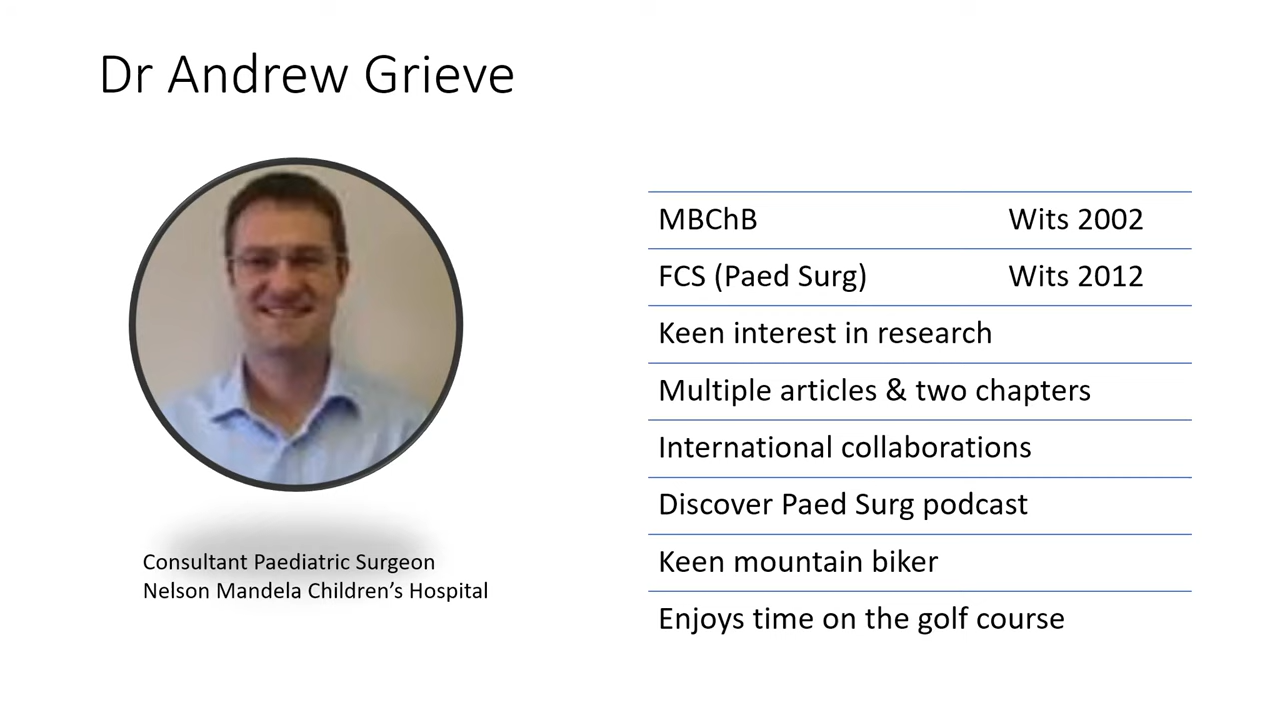 Dr Andrew Grieve
Consultant Paediatric Surgeon
Nelson Mandela Children’s Hospital
MBChB Wits 2002
FCS (Paed Surg) Wits 2012
Keen interest in research
Multiple articles & two chapters
International collaborations
Discover Paed Surg podcast
Keen mountain biker
Enjoys time on the golf course